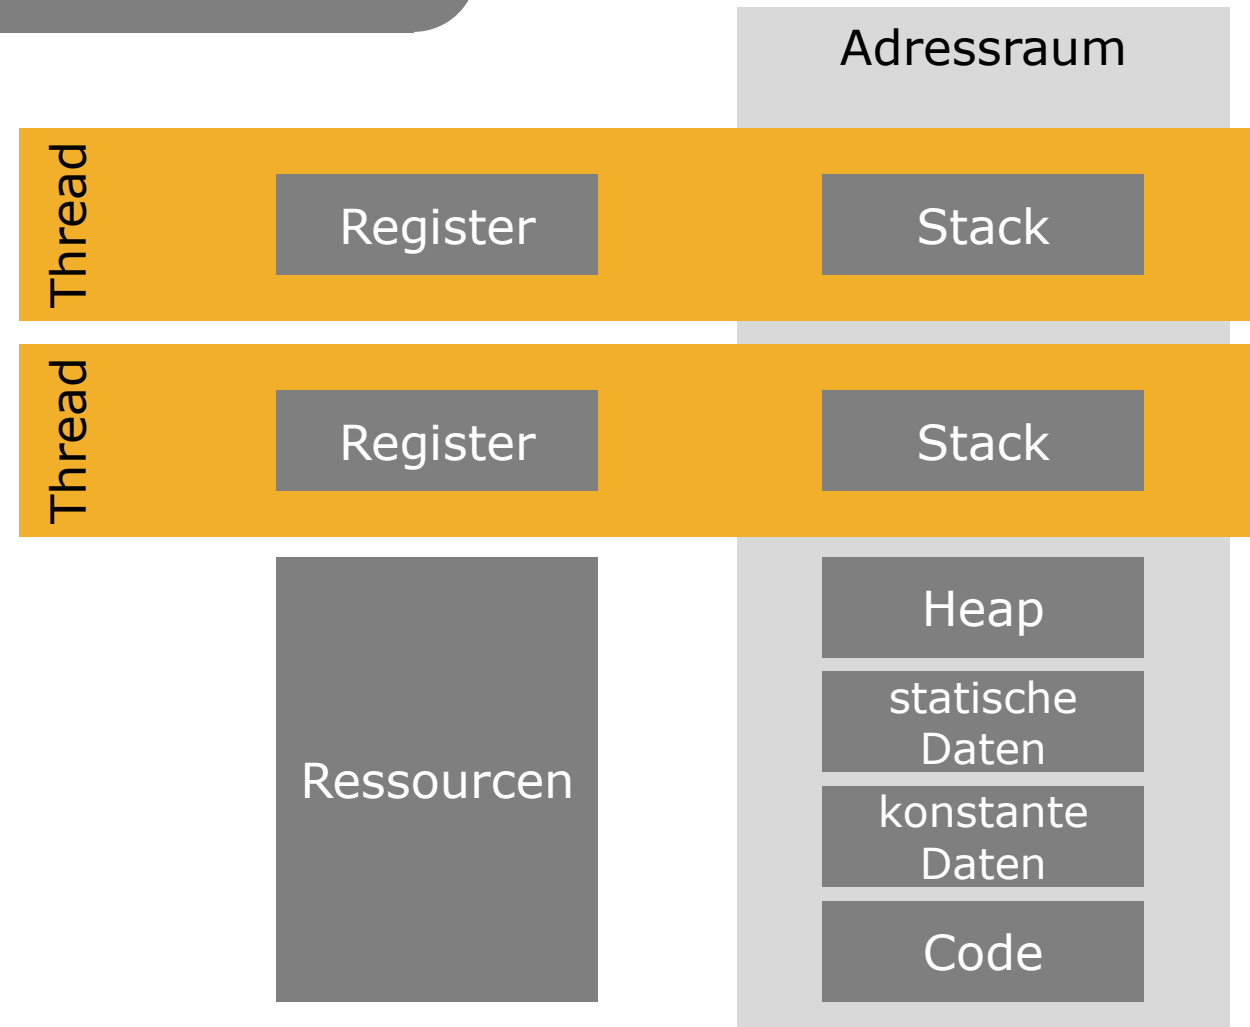 Adressraum
Thread
Register
Stack
Thread
Register
Stack
Ressourcen
Heap
statische
Daten
konstante
Daten
Code